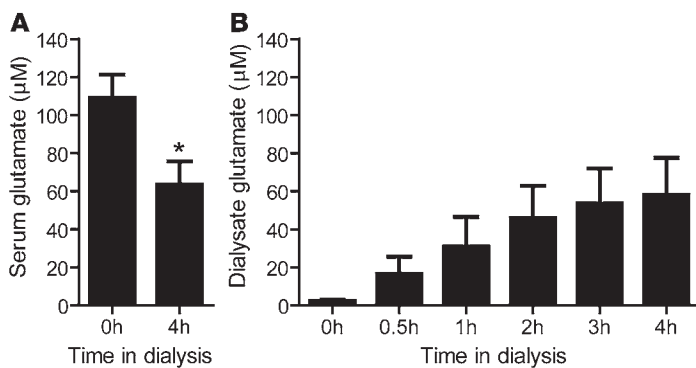 A
Serum glutamate (µM)
140
120
100
80
60
40
20
0
*
0h 4h
Time in dialysis
B
Dialysate glutamate (µM)
140
120
100
80
60
40
20
0
0h 0.5h 1h 2h 3h 4h
Time in dialysis